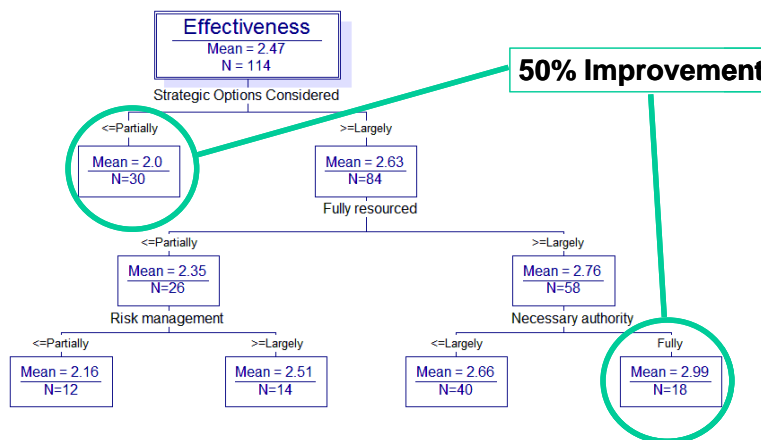 Effectiveness
Mean = 2.47
N = 114
50% Improvement
Strategic Options Considered
<=Partially
>=Largely
Mean = 2.0
N=30
Mean = 2.63
N=84
Fully resourced
<=Partially
>=Largely
Mean = 2.35
N=26
Mean = 2.76
N=58
Risk management
Necessary authority
<=Partially
>=Largely
<=Largely
Fully
Mean = 2.16
N=12
Mean = 2.51
N=14
Mean = 2.66
N=40
Mean = 2.99
N=18